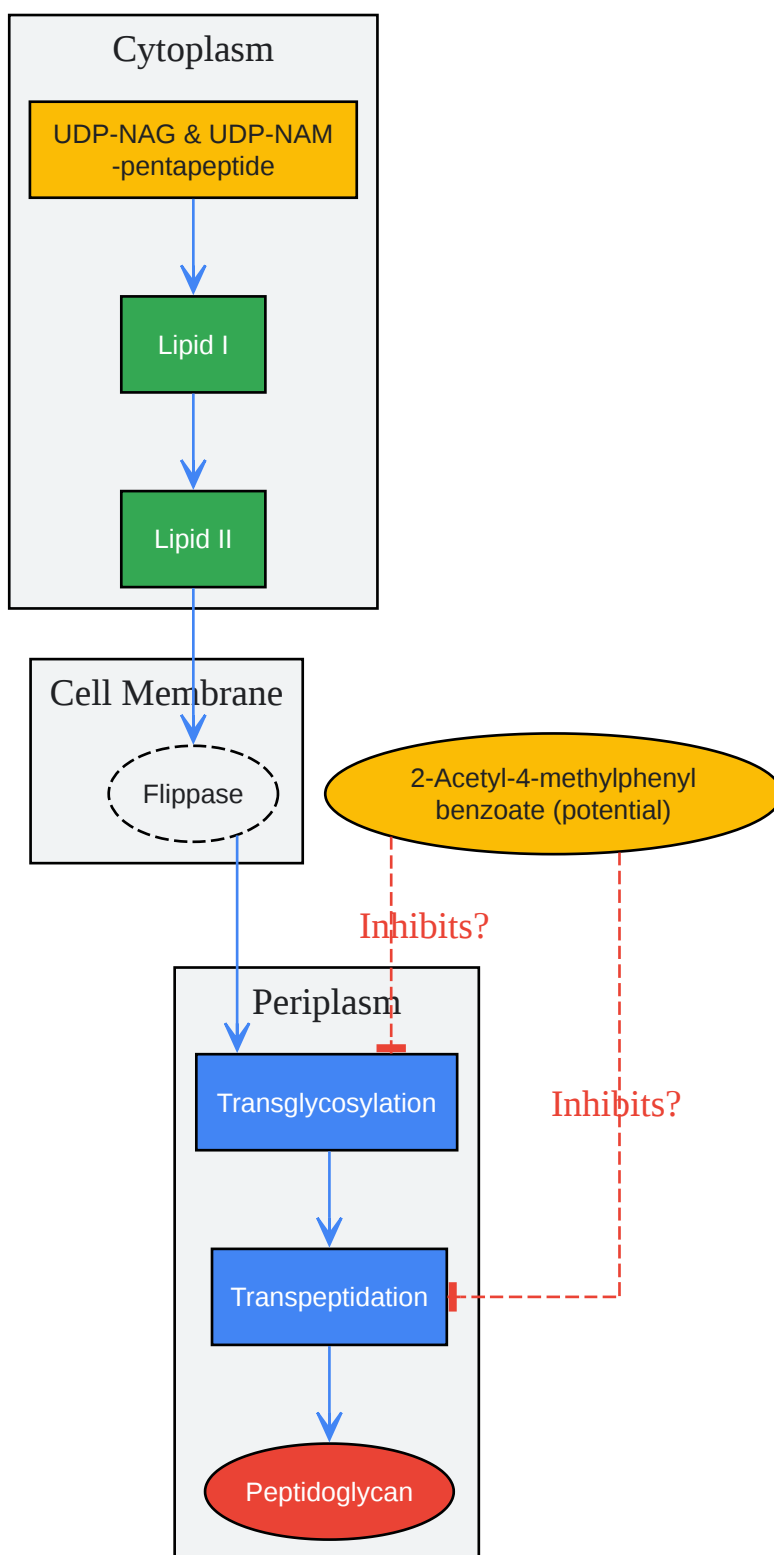 Cytoplasm
UDP-NAG & UDP-NAM
-pentapeptide
Lipid I
Lipid II
Cell Membrane
Flippase
2-Acetyl-4-methylphenyl
benzoate (potential)
Inhibits?
Periplasm
Transglycosylation
Inhibits?
Transpeptidation
Peptidoglycan